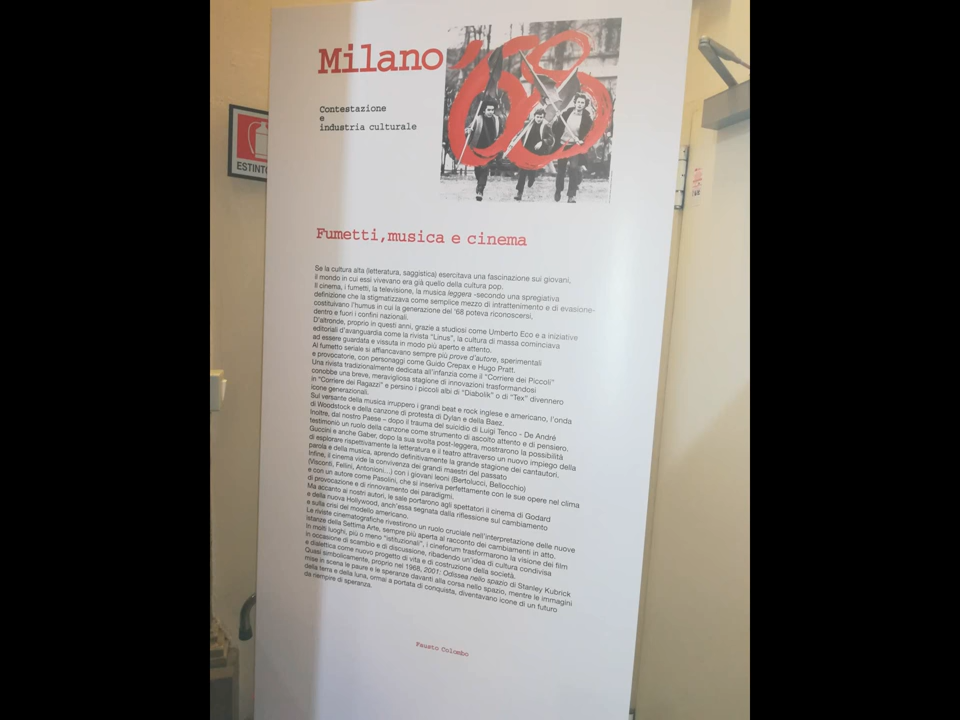 Milano '68
Contestazione
e
industria culturale
ESTINTO
Fumetti,musica e cinema
Se la cultura alta (letteratura, saggistica) esercitava una fascinazione sui giovani,
il mondo in cui essi vivevano era già quello della cultura pop.
Il cinema, i fumetti, la televisione, la musica leggera -secondo una spregiativa
definizione che la stigmatizzava come semplice mezzo di intrattenimento e di evasione-
costituivano l'humus in cui la generazione del '68 poteva riconoscersi,
dentro e fuori i confini nazionali.
D'altronde, proprio in questi anni, grazie a studiosi come Umberto Eco e a iniziative
editoriali d'avanguardia come la rivista "Linus", la cultura di massa cominciava
ad essere guardata e vissuta in modo più aperto e attento.
Al fumetto seriale si affiancavano sempre più prove d'autore, sperimentali
e provocatorie, con personaggi come Guido Crepax e Hugo Pratt.
Una rivista tradizionalmente dedicata all'infanzia come il "Corriere dei Piccoli"
conobbe una breve, meravigliosa stagione di innovazioni trasformandosi
in "Corriere dei Ragazzi" e persino i piccoli albi di "Diabolik" o di "Tex" divennero
icone generazionali.
Sul versante della musica irruppero i grandi beat e rock inglese e americano, l'onda
di Woodstock e della canzone di protesta di Dylan e della Baez.
Inoltre, dal nostro Paese – dopo il trauma del suicidio di Luigi Tenco - De André
testimoniò un ruolo della canzone come strumento di ascolto attento e di pensiero.
Guccini e anche Gaber, dopo la sua svolta post-leggera, mostrarono la possibilità
di esplorare rispettivamente la letteratura e il teatro attraverso un nuovo impiego della
parola e della musica, aprendo definitivamente la grande stagione dei cantautori.
Infine, il cinema vide la convivenza dei grandi maestri del passato
(Visconti, Fellini, Antonioni...) con i giovani leoni (Bertolucci, Bellocchio)
e con un autore come Pasolini, che si inseriva perfettamente con le sue opere nel clima
di provocazione e di rinnovamento dei paradigmi.
Ma accanto ai nostri autori, le sale portarono agli spettatori il cinema di Godard
e della nuova Hollywood, anch'essa segnata dalla riflessione sul cambiamento
e sulla crisi del modello americano.
Le riviste cinematografiche rivestirono un ruolo cruciale nell'interpretazione delle nuove
istanze della Settima Arte, sempre più aperta al racconto dei cambiamenti in atto.
In molti luoghi, più o meno "istituzionali", i cineforum trasformarono la visione dei film
in occasione di scambio e di discussione, ribadendo un'idea di cultura condivisa
e dialettica come nuovo progetto di vita e di costruzione della società.
Quasi simbolicamente, proprio nel 1968, 2001: Odissea nello spazio di Stanley Kubrick
mise in scena le paure e le speranze davanti alla corsa nello spazio, mentre le immagini
della terra e della luna, ormai a portata di conquista, diventavano icone di un futuro
da riempire di speranza.
Fausto Colombo